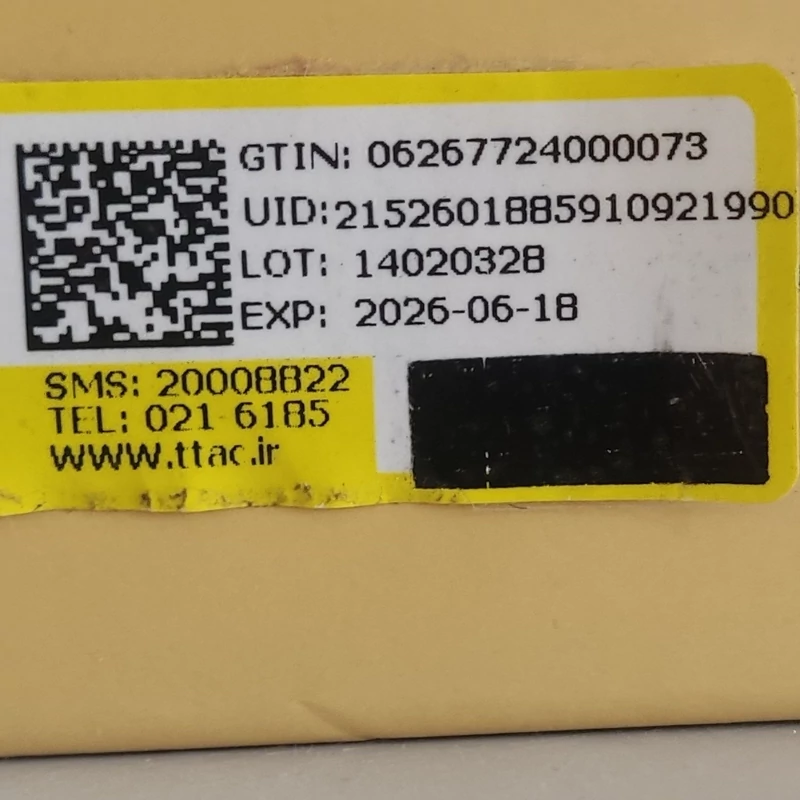 GTIN: 06267724000073
UID:2152601885910921990
LOT: 14020328
EXP: 2026-06-18
SMS: 20008822
TEL: 021 6185
www.ttac.ir